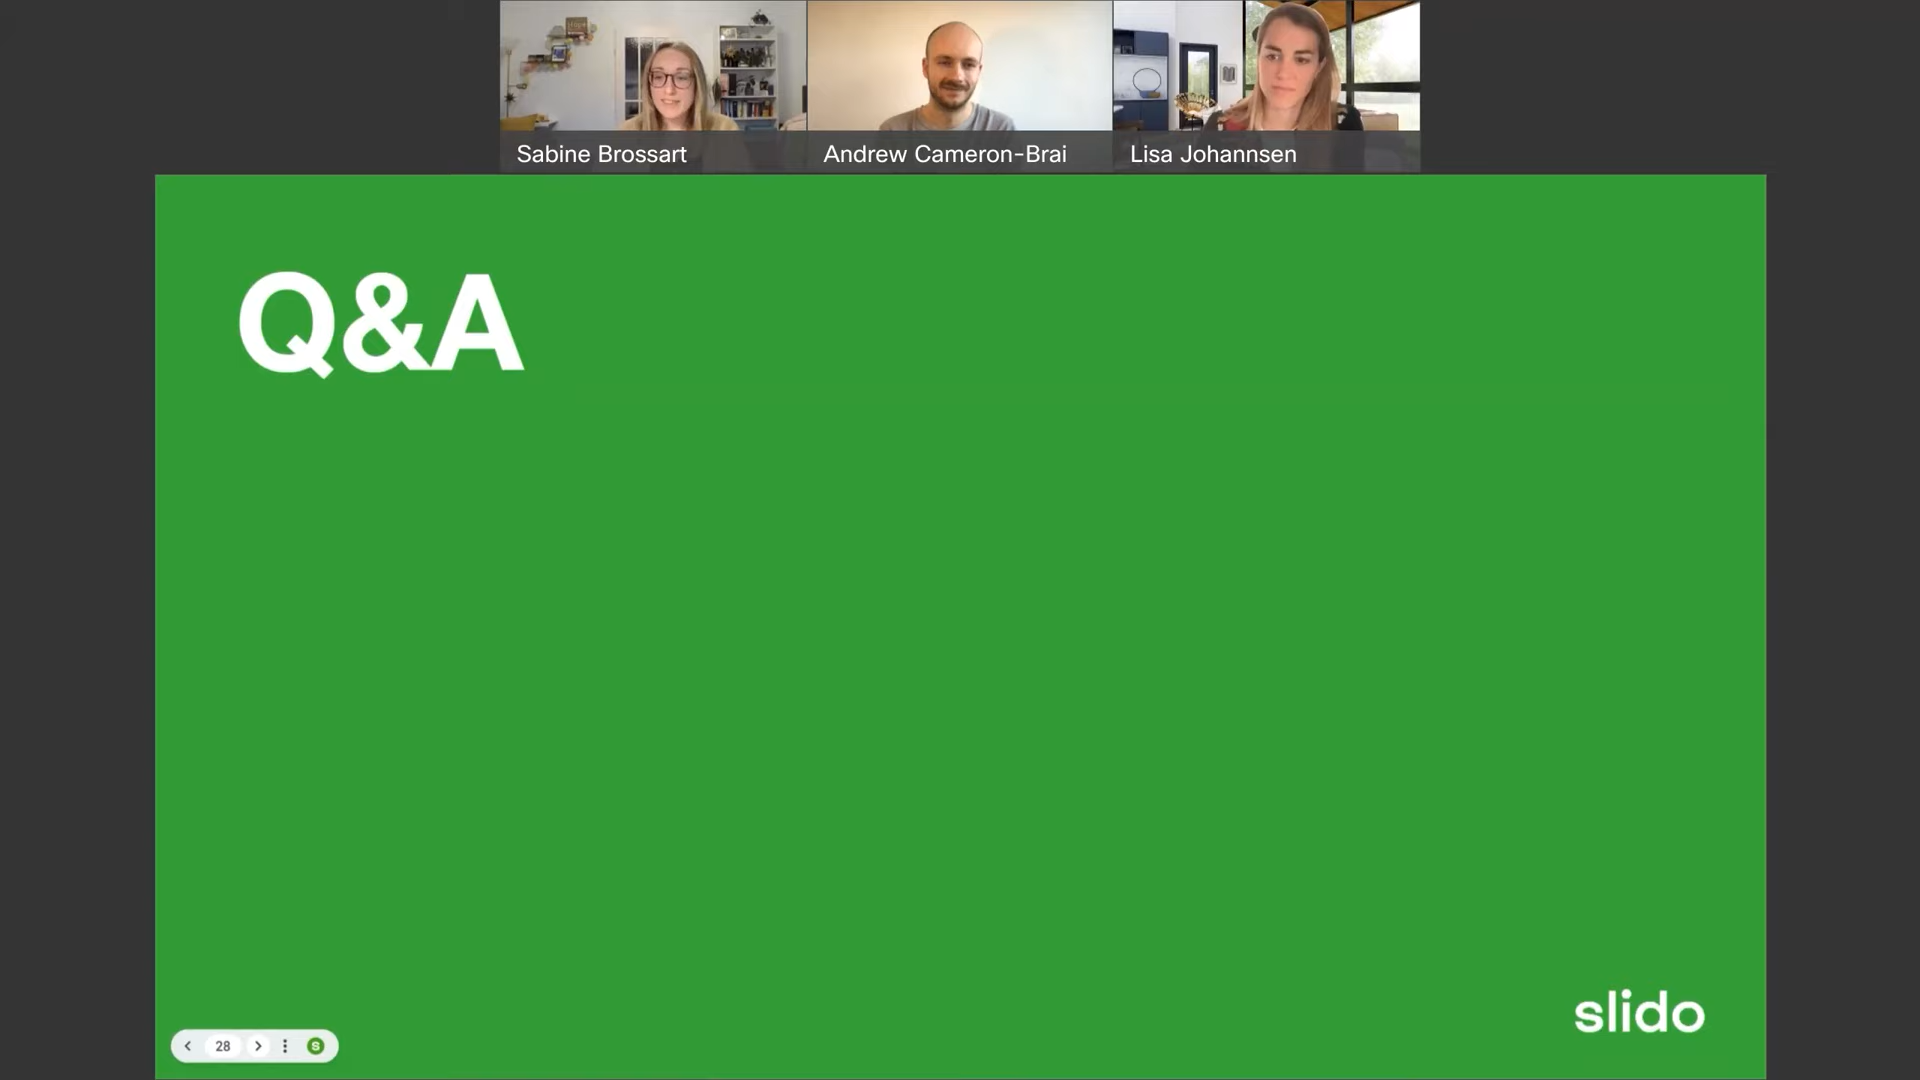 Sabine Brossart
Andrew Cameron-Brai
Lisa Johannsen
Q&A
slido
28
S